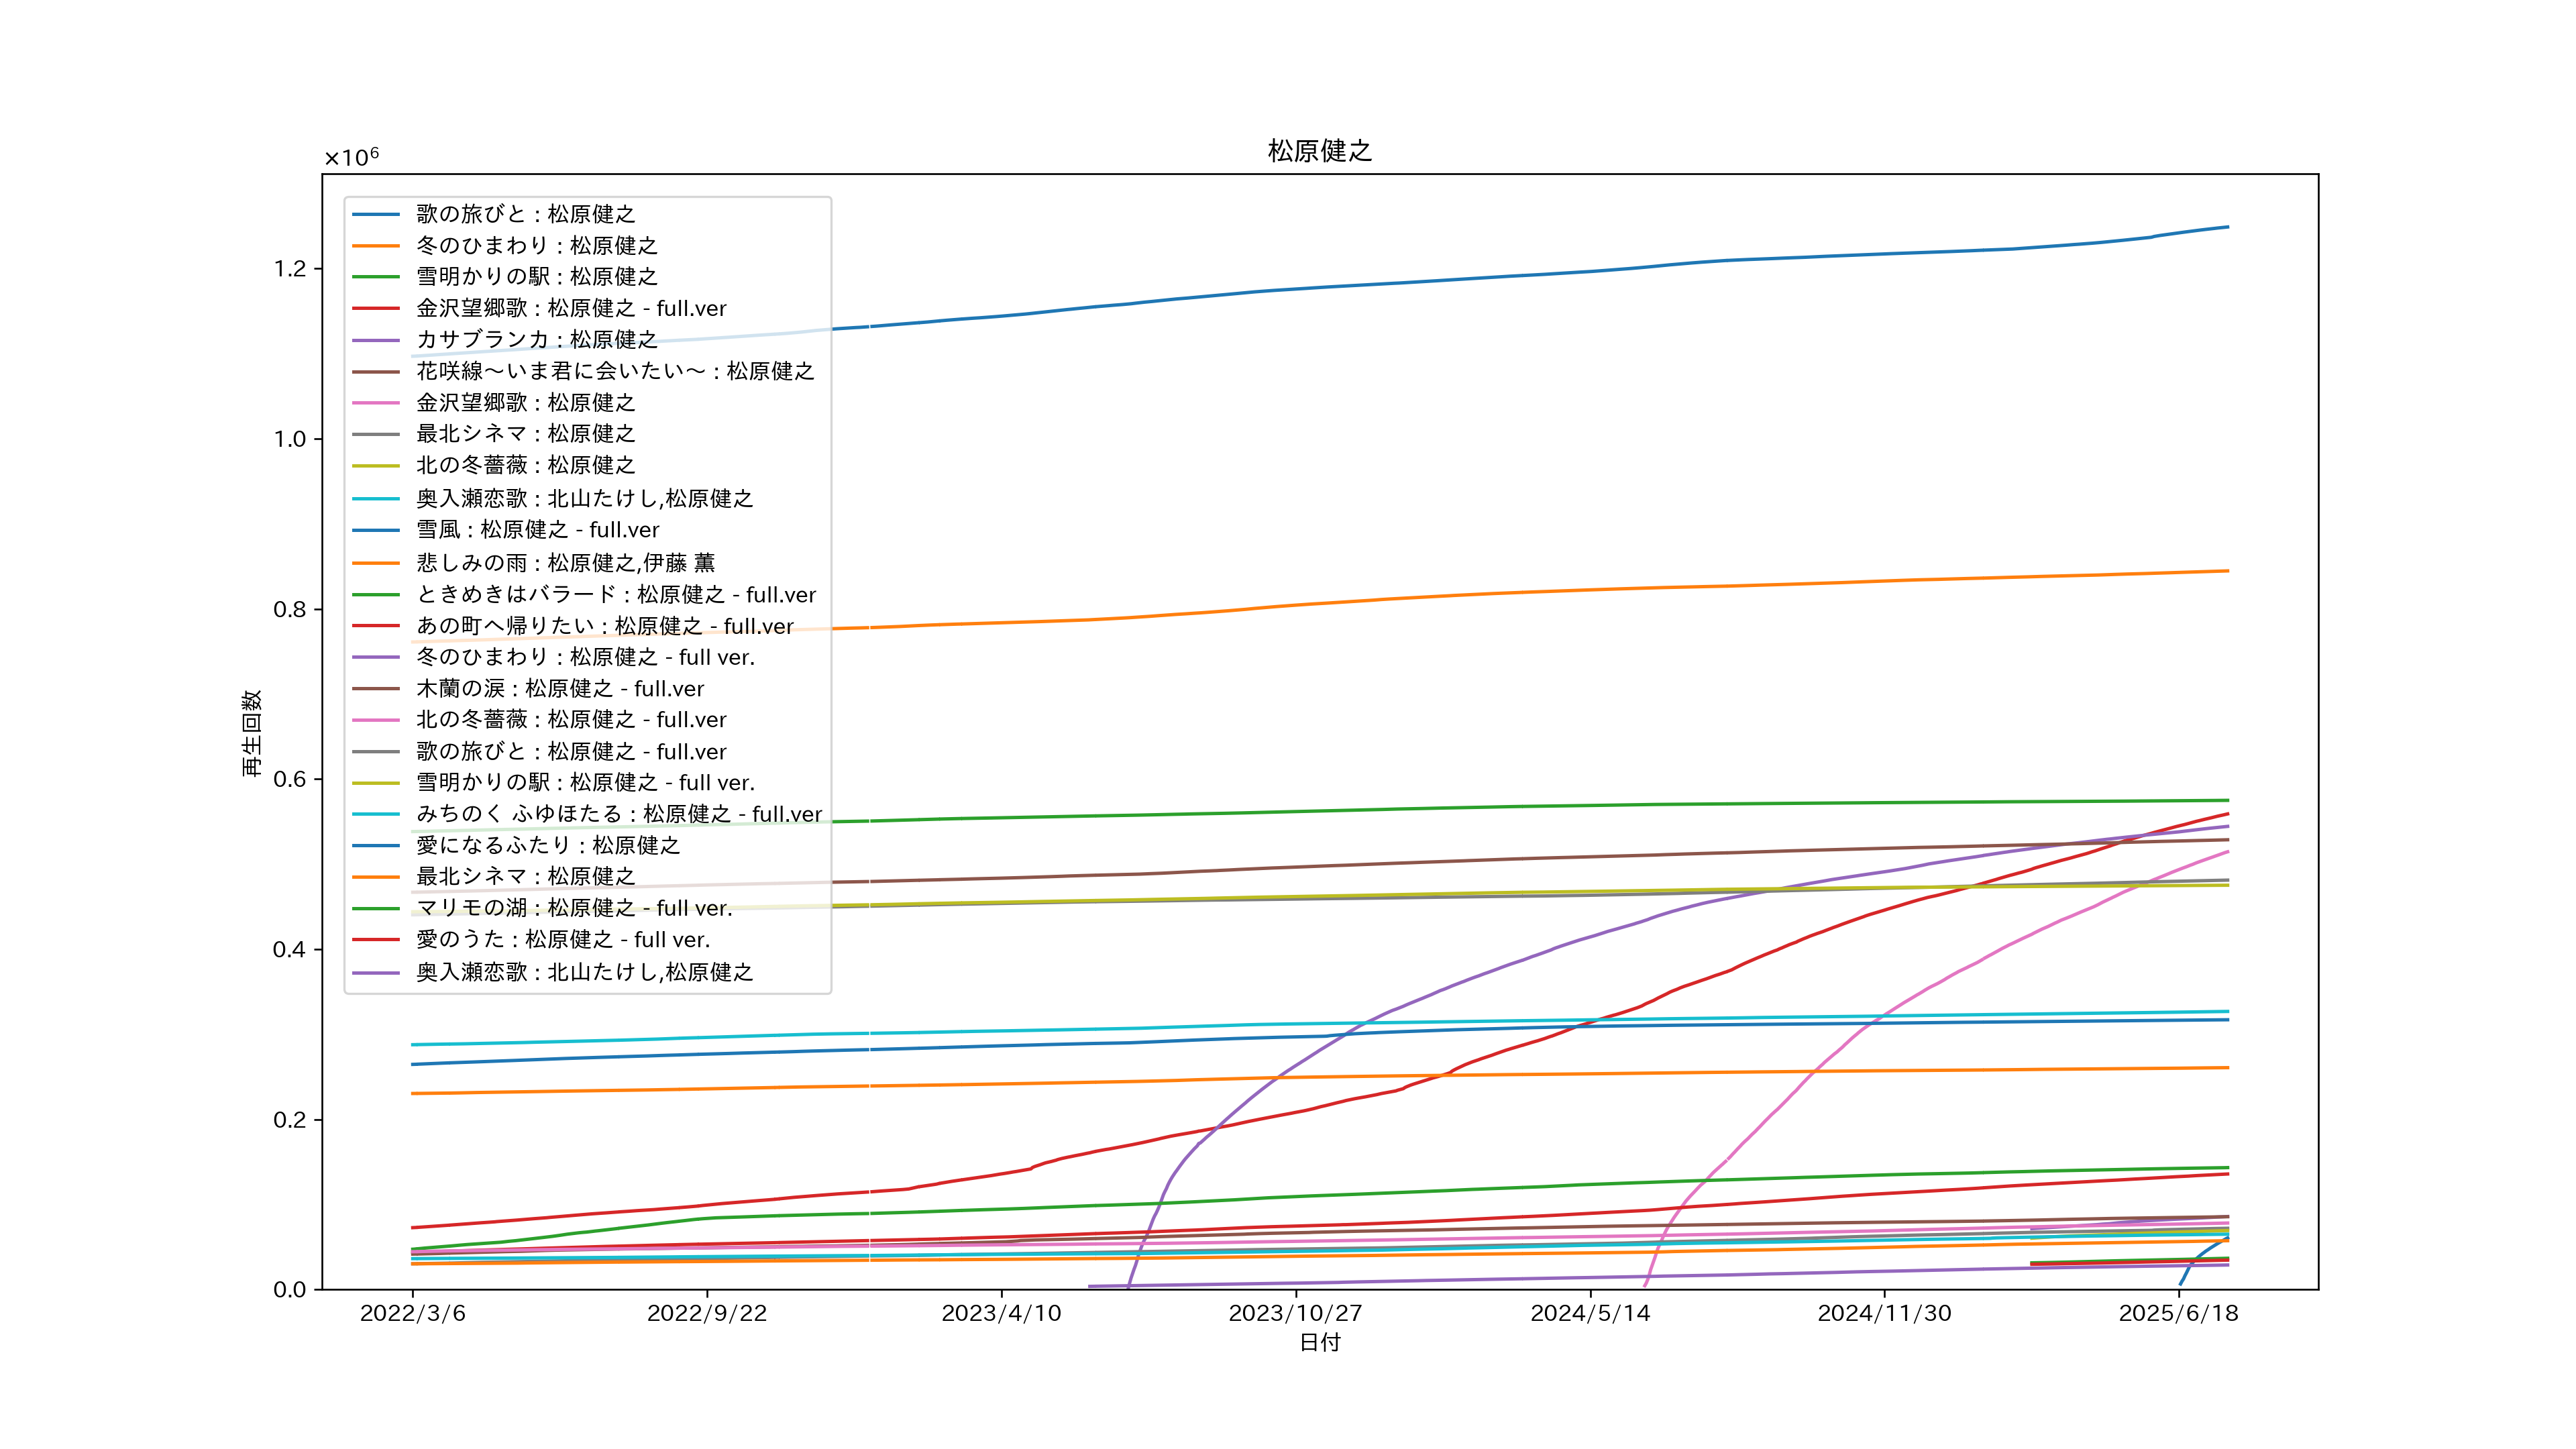 松原健之
×10⁶
歌の旅びと : 松原健之
冬のひまわり : 松原健之
雪明かりの駅 : 松原健之
金沢望郷歌 : 松原健之 - full.ver
カサブランカ : 松原健之
花咲線～いま君に会いたい～ : 松原健之
金沢望郷歌 : 松原健之
最北シネマ : 松原健之
北の冬薔薇 : 松原健之
奥入瀬恋歌 : 北山たけし,松原健之
雪風 : 松原健之 - full.ver
悲しみの雨 : 松原健之,伊藤 薫
ときめきはバラード : 松原健之 - full.ver
あの町へ帰りたい : 松原健之 - full.ver
冬のひまわり : 松原健之 - full ver.
木蘭の涙 : 松原健之 - full.ver
北の冬薔薇 : 松原健之 - full.ver
歌の旅びと : 松原健之 - full.ver
雪明かりの駅 : 松原健之 - full ver.
みちのく ふゆほたる : 松原健之 - full.ver
愛になるふたり : 松原健之
最北シネマ : 松原健之
マリモの湖 : 松原健之 - full ver.
愛のうた : 松原健之 - full ver.
奥入瀬恋歌 : 北山たけし,松原健之
1.2
1.0
0.8
0.6
0.4
0.2
0.0
再生回数
2022/3/6
2022/9/22
2023/4/10
2023/10/27
2024/5/14
2024/11/30
2025/6/18
日付